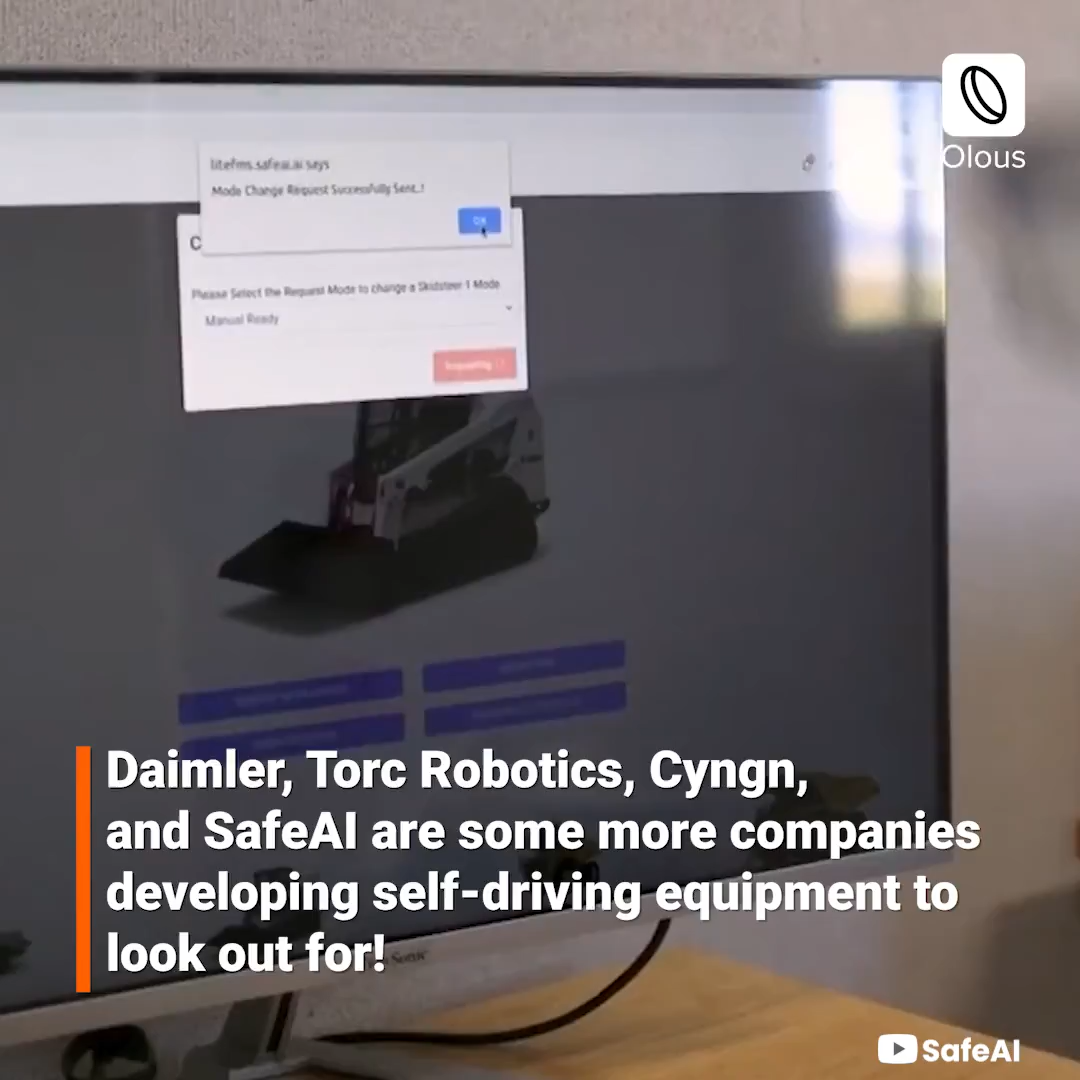 Olous
litefms.safeai.ai says
Mode Change Request Successfully Sent..!
OK
C
Please Select the Request Mode to change a Skidsteer 1 Mode
Manual Ready
Daimler, Torc Robotics, Cyngn,
and SafeAI are some more companies
developing self-driving equipment to
look out for!
SafeAI